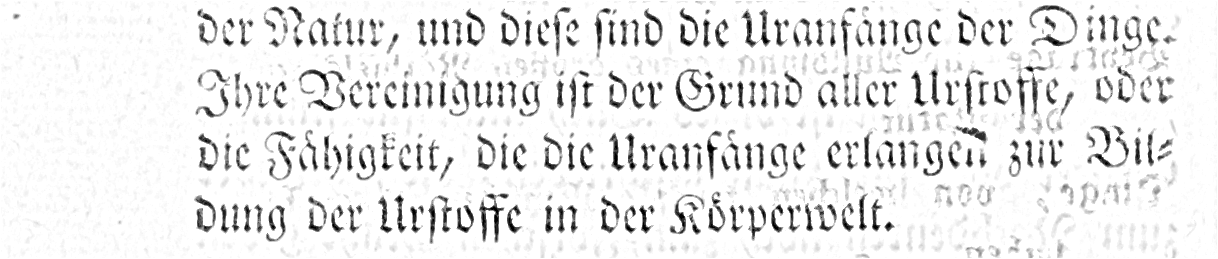 der Natur, und dieſe ſind die Uranfänge der Dinge.
Ihre Vereinigung iſt der Grund aller Urſtoffe, oder
die Fähigkeit, die die Uranfänge erlangen zur Bil⸗
dung der Urſtoffe in der Körperwelt.